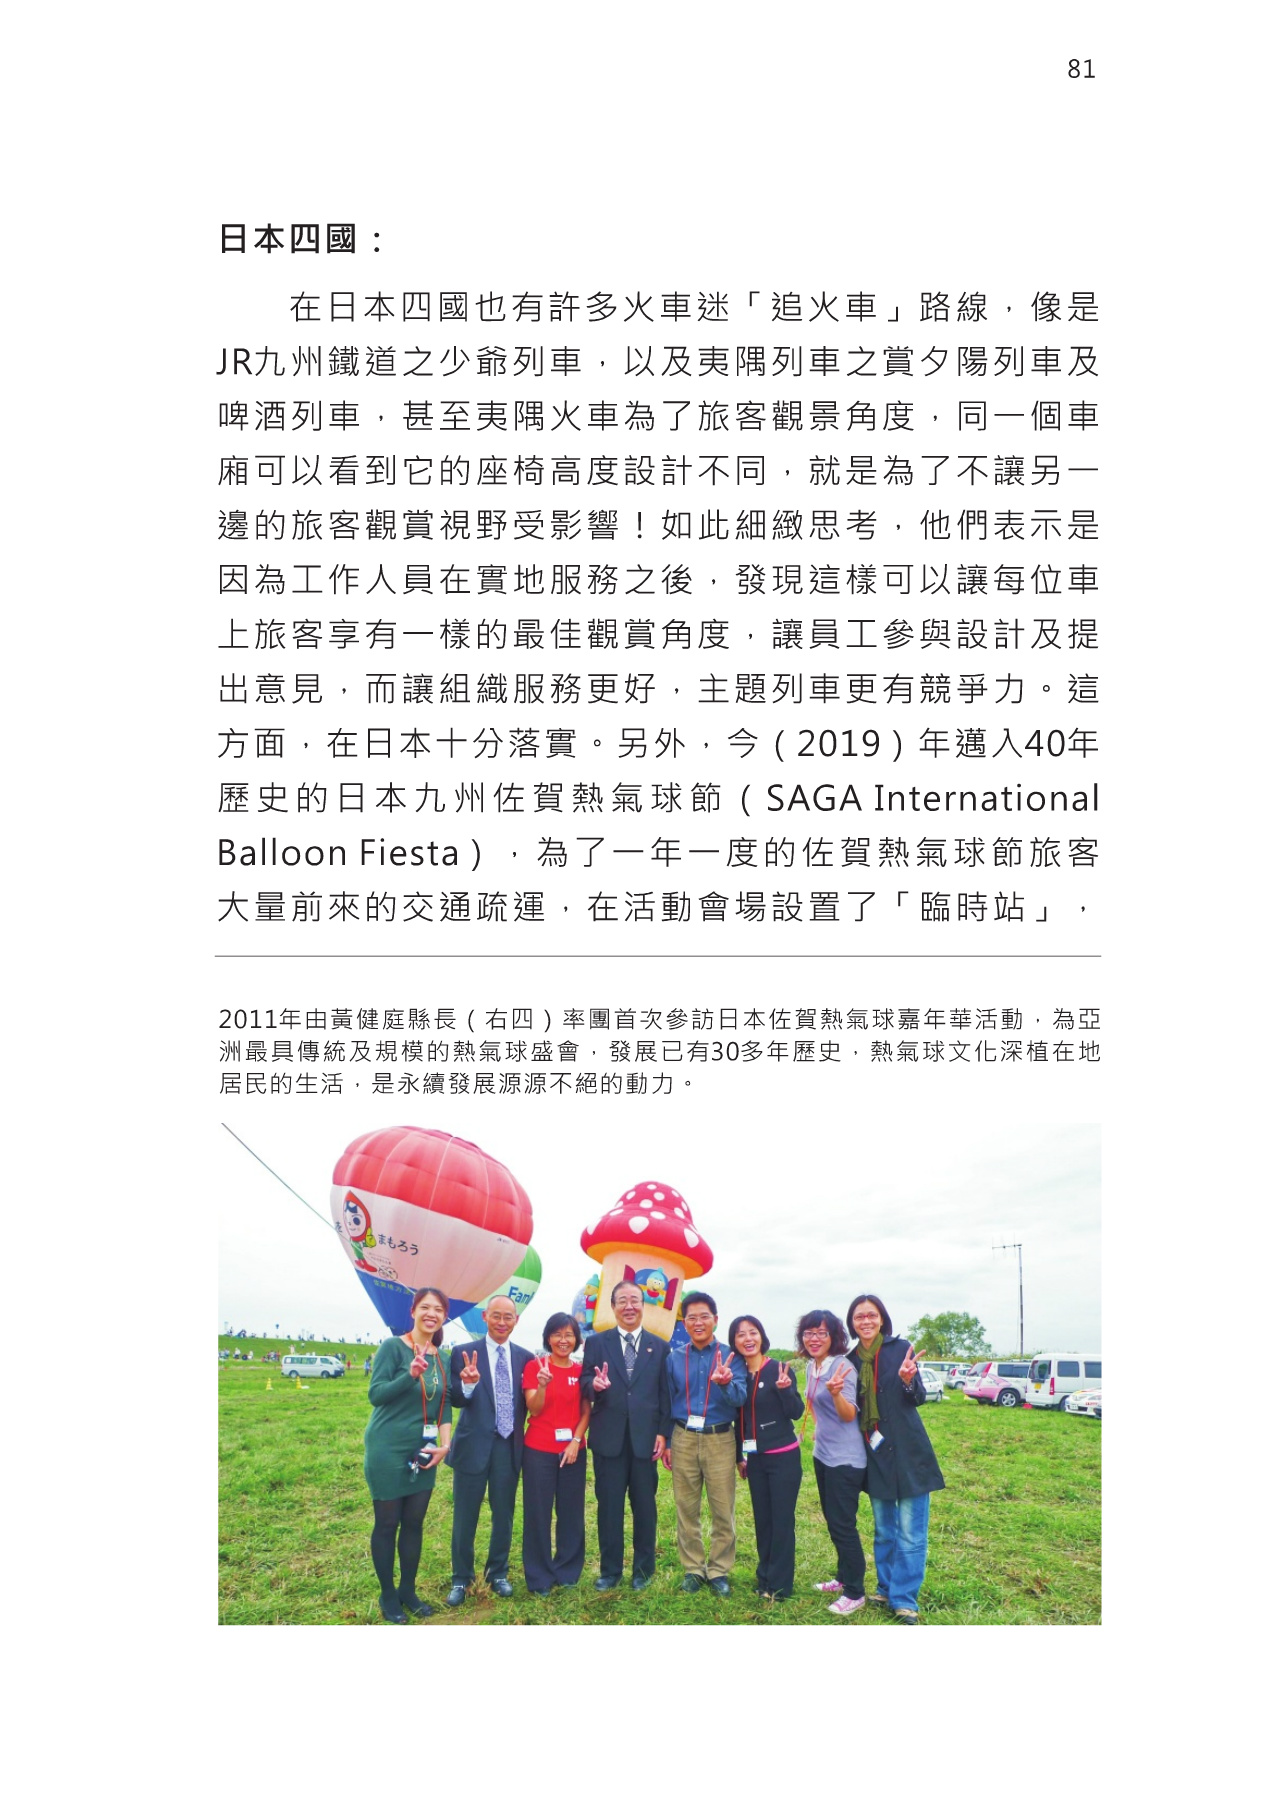 81
日本四國：
在日本四國也有許多火車迷「追火車」路線，像是
JR九州鐵道之少爺列車，以及夷隅列車之賞夕陽列車及
啤酒列車，甚至夷隅火車為了旅客觀景角度，同一個車
廂可以看到它的座椅高度設計不同，就是為了不讓另一
邊的旅客觀賞視野受影響！如此細緻思考，他們表示是
因為工作人員在實地服務之後，發現這樣可以讓每位車
上旅客享有一樣的最佳觀賞角度，讓員工參與設計及提
出意見，而讓組織服務更好，主題列車更有競爭力。這
方面，在日本十分落實。另外，今（2019）年邁入40年
歷史的日本九州佐賀熱氣球節（SAGA International
Balloon Fiesta），為了一年一度的佐賀熱氣球節旅客
大量前來的交通疏運，在活動會場設置了「臨時站」，
2011年由黃健庭縣長（右四）率團首次參訪日本佐賀熱氣球嘉年華活動，為亞
洲最具傳統及規模的熱氣球盛會，發展已有30多年歷史，熱氣球文化深植在地
居民的生活，是永續發展源源不絕的動力。
まもろう
Fami